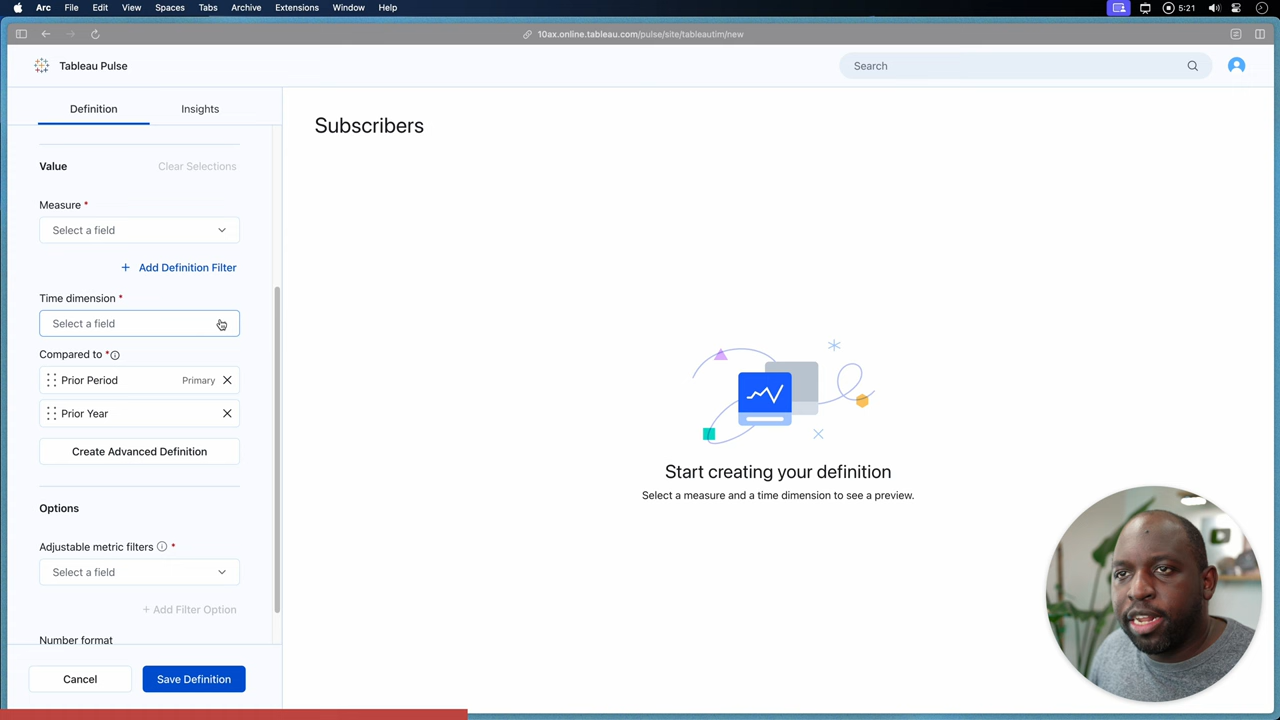 Arc File Edit View Spaces Tabs Archive Extensions Window Help 5:21
10ax.online.tableau.com/pulse/site/tableautim/new
Tableau Pulse Search
Definition Insights
Subscribers
Value Clear Selections
Measure *
Select a field
+ Add Definition Filter
Time dimension *
Select a field
Compared to *
Prior Period Primary
Prior Year
Create Advanced Definition
Options
Adjustable metric filters *
Select a field
+ Add Filter Option
Number format
Cancel Save Definition
Start creating your definition
Select a measure and a time dimension to see a preview.